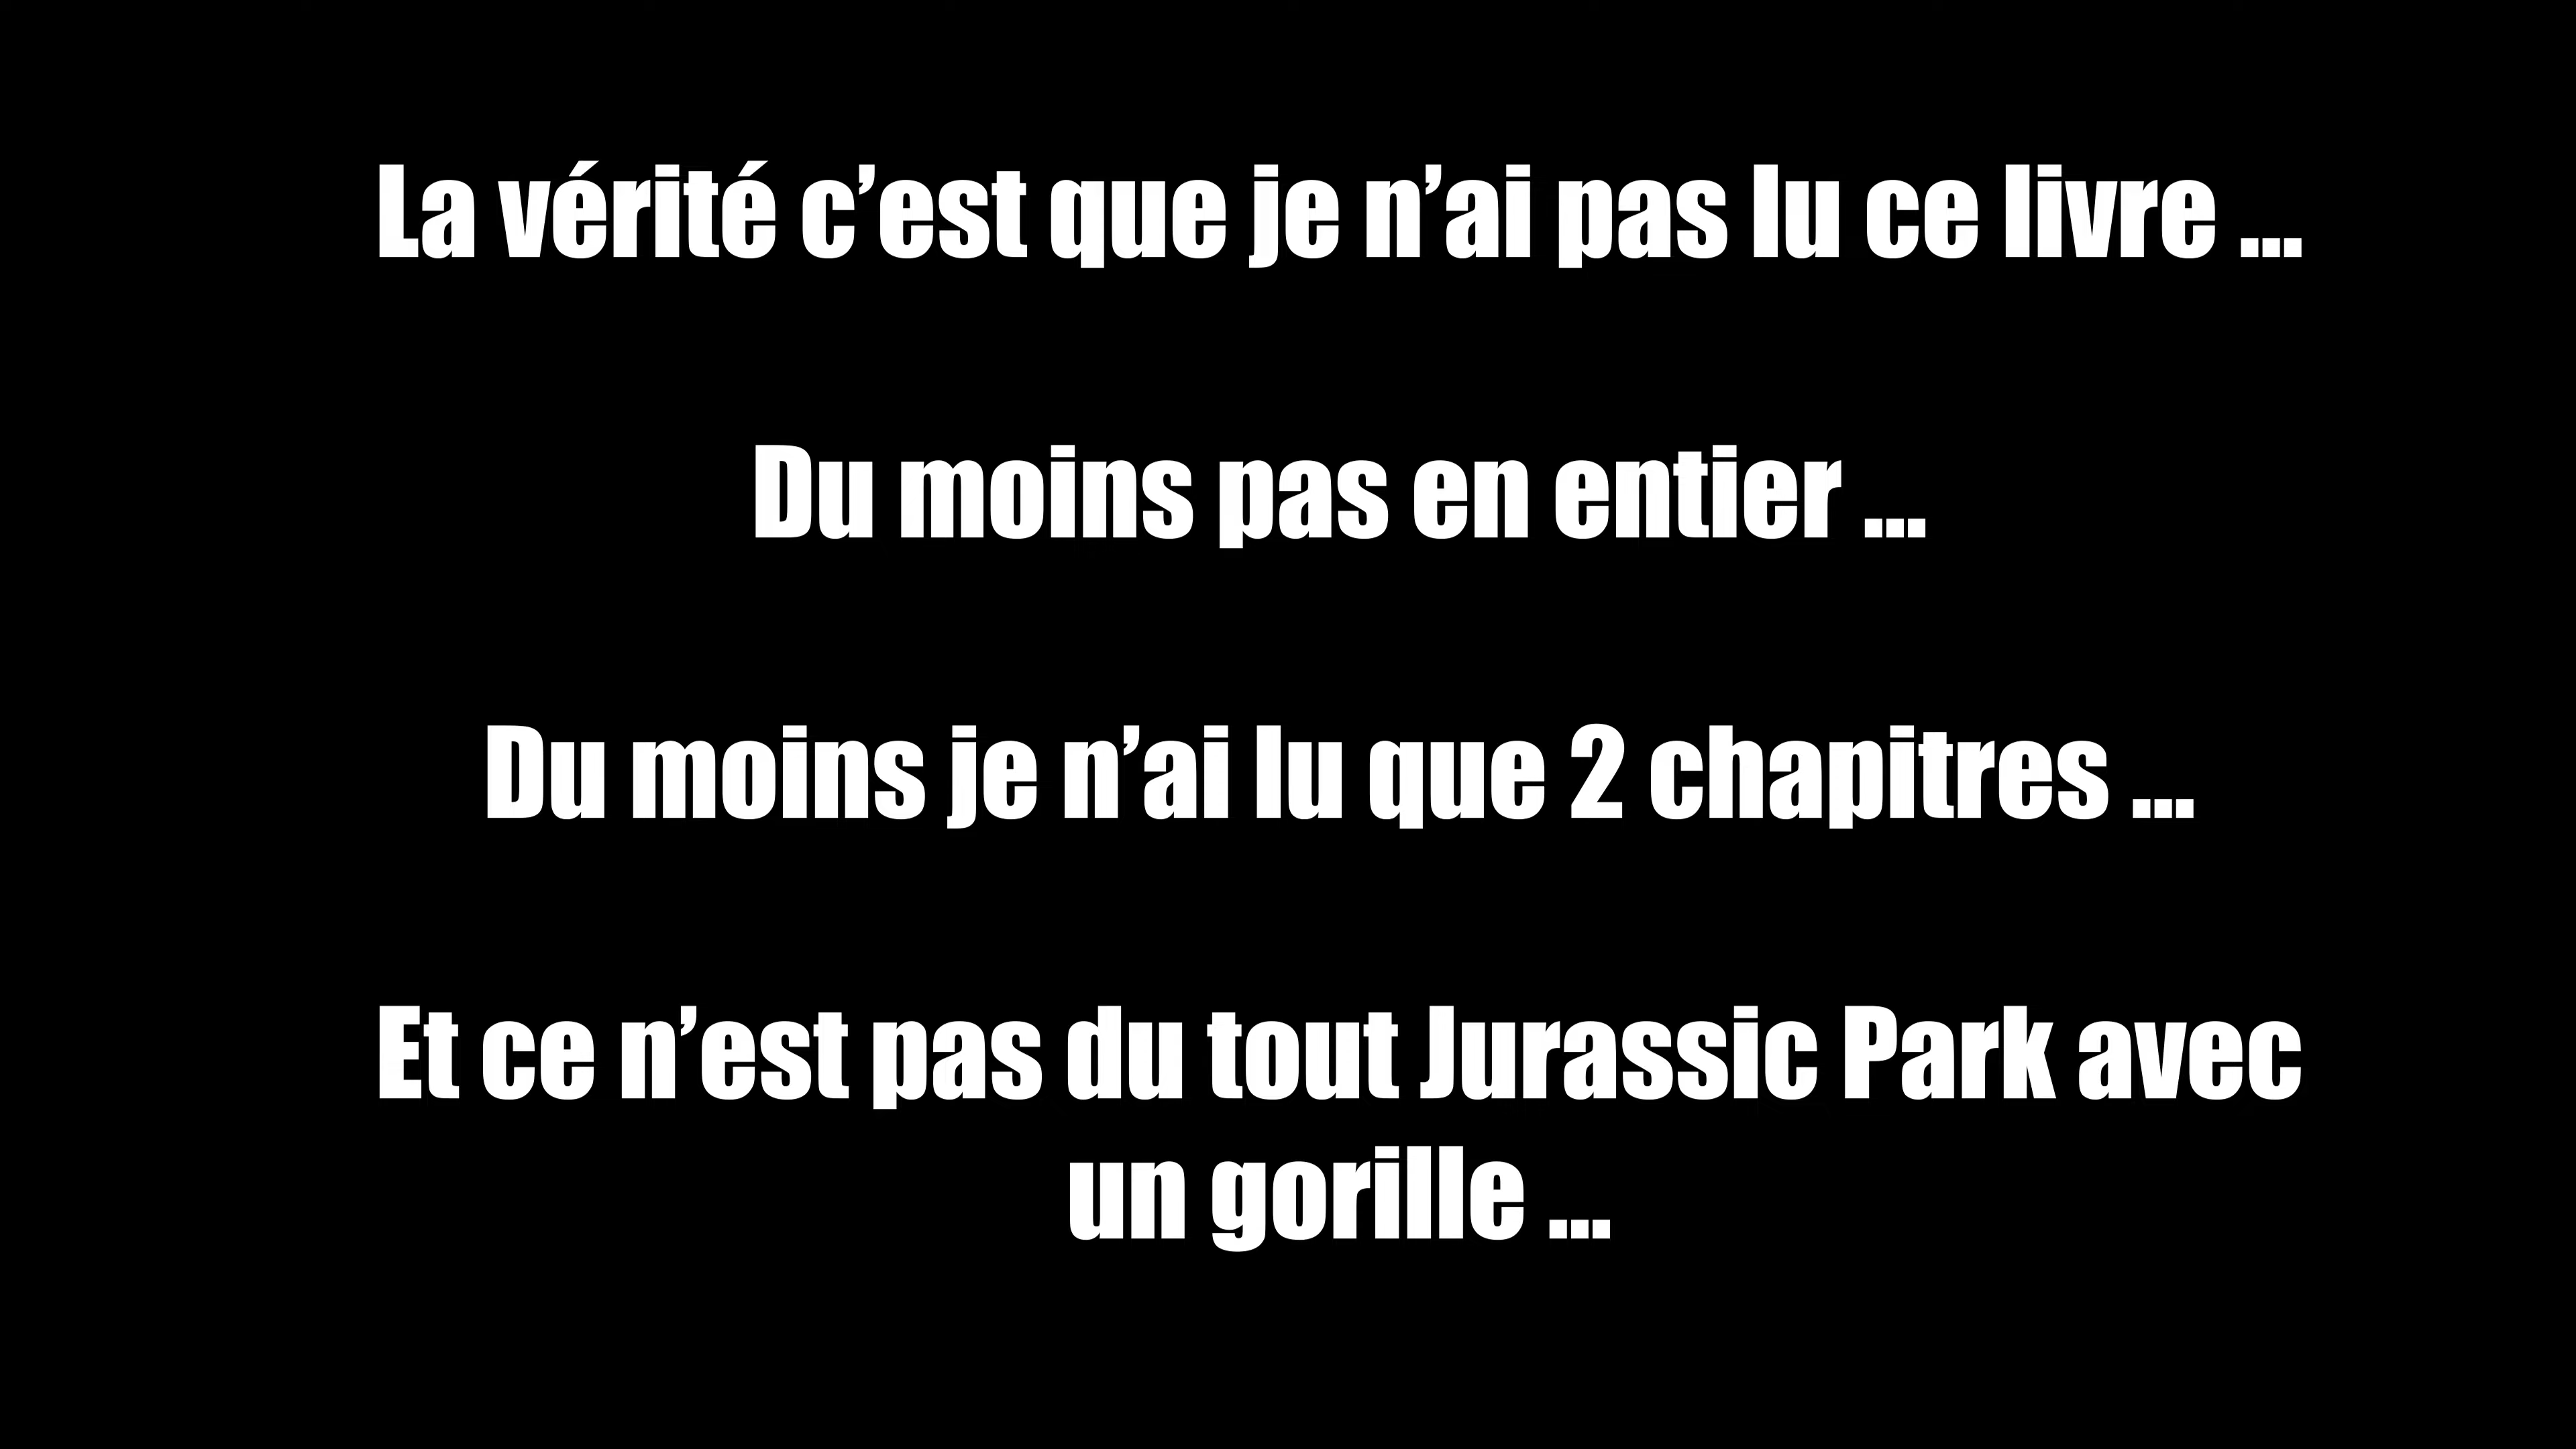 La vérité c’est que je n’ai pas lu ce livre ...
Du moins pas en entier ...
Du moins je n’ai lu que 2 chapitres ...
Et ce n’est pas du tout Jurassic Park avec
un gorille ...